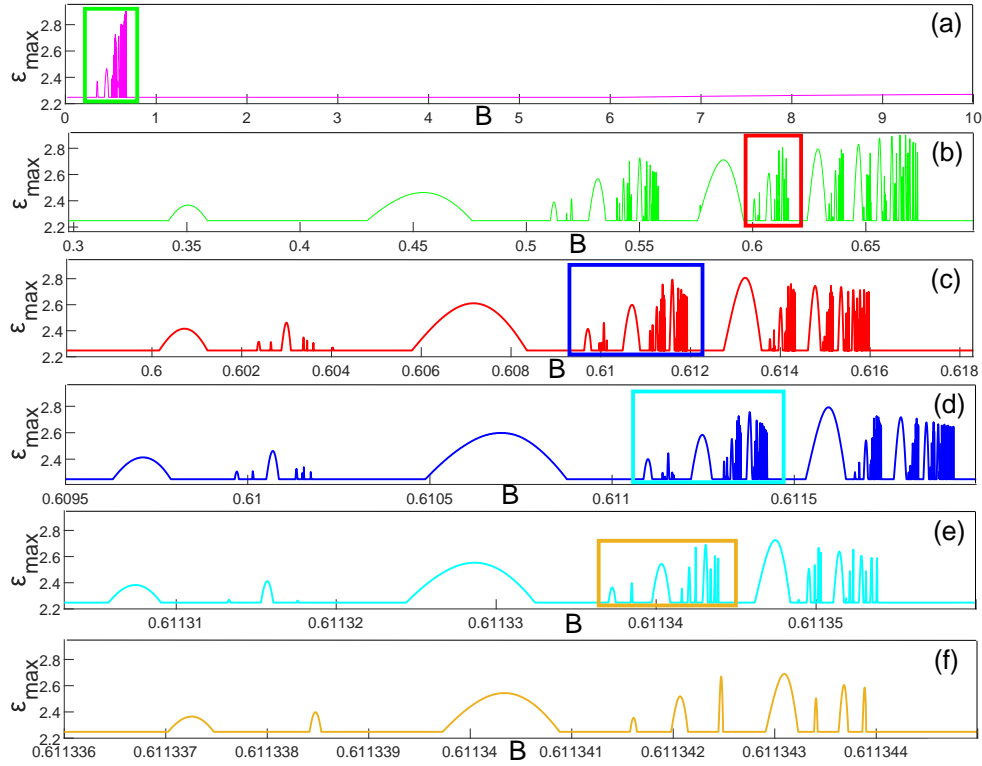 (a)
ε_max
2.8
2.6
2.4
2.2
0 1 2 3 4 5 6 7 8 9 10
B
(b)
ε_max
2.8
2.6
2.4
2.2
0.3 0.35 0.4 0.45 0.5 0.55 0.6 0.65
B
(c)
ε_max
2.8
2.6
2.4
2.2
0.6 0.602 0.604 0.606 0.608 0.61 0.612 0.614 0.616 0.618
B
(d)
ε_max
2.8
2.6
2.4
0.6095 0.61 0.6105 0.611 0.6115
B
(e)
ε_max
2.8
2.6
2.4
2.2
0.61131 0.61132 0.61133 0.61134 0.61135
B
(f)
ε_max
2.8
2.6
2.4
2.2
0.611336 0.611337 0.611338 0.611339 0.61134 0.611341 0.611342 0.611343 0.611344
B